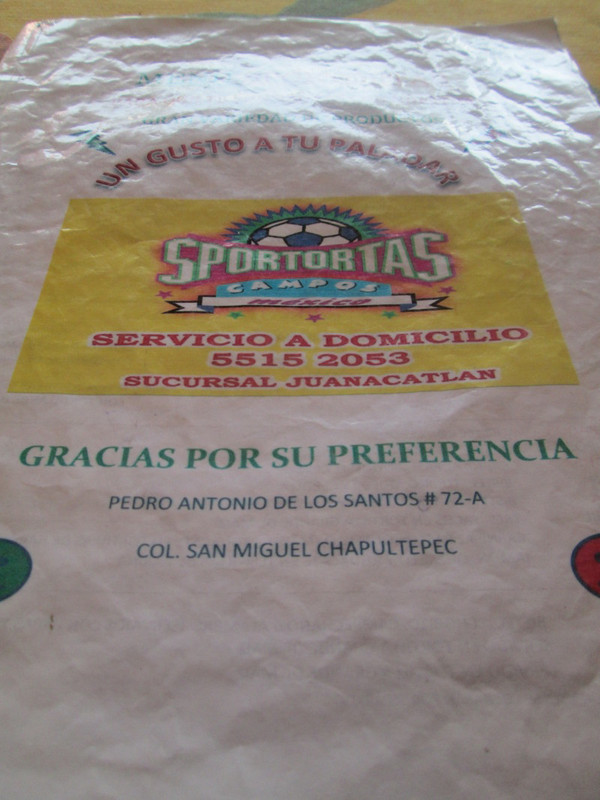 UN GUSTO A TU PALADAR
SPORTORTAS
CAMPOS
méxico
SERVICIO A DOMICILIO
5515 2053
SUCURSAL JUANACATLAN
GRACIAS POR SU PREFERENCIA
PEDRO ANTONIO DE LOS SANTOS # 72-A
COL. SAN MIGUEL CHAPULTEPEC